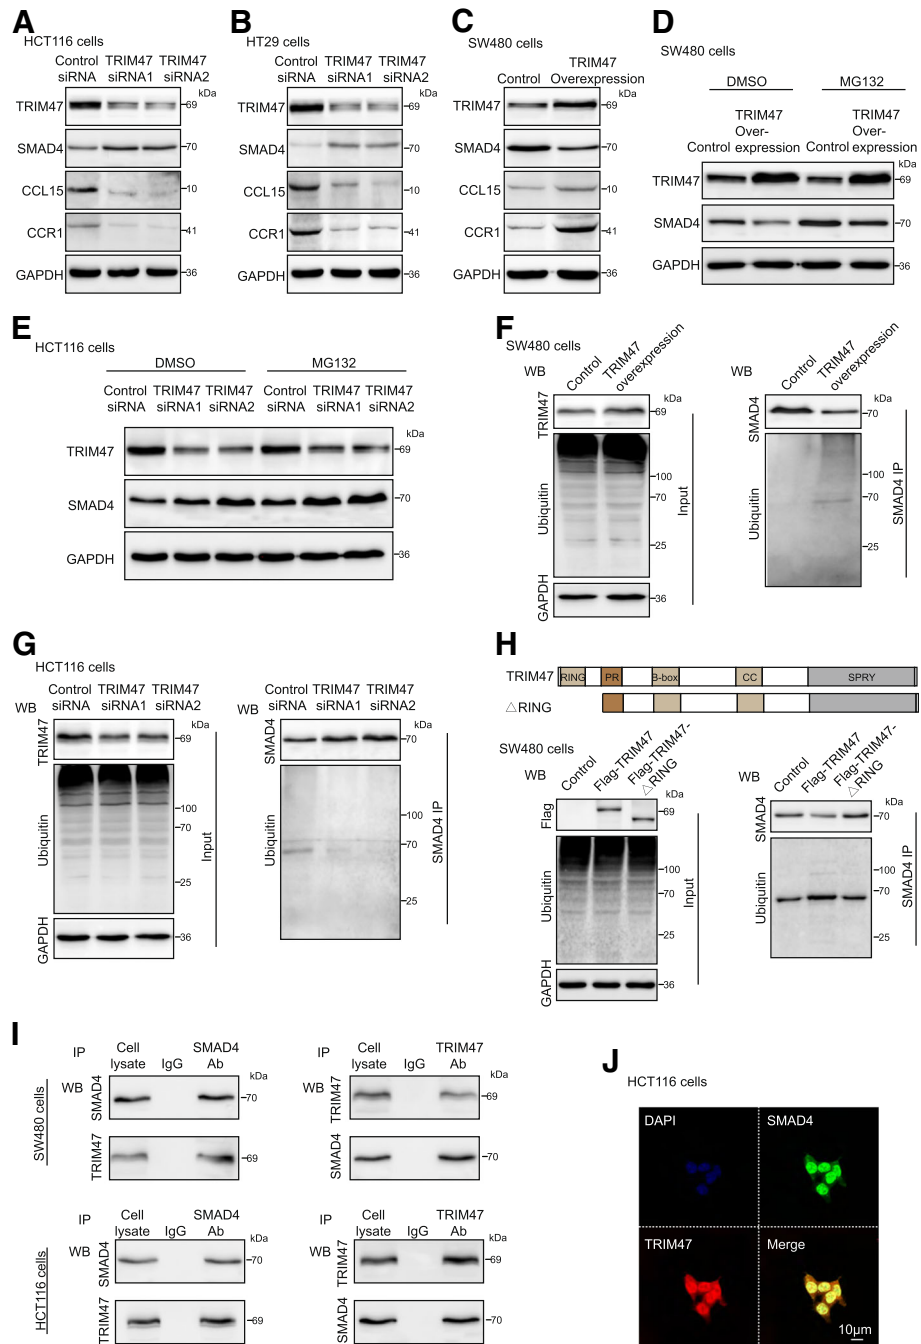 A
HCT116 cells
Control TRIM47 TRIM47
siRNA siRNA1 siRNA2
kDa
TRIM47 69
SMAD4 70
CCL15 10
CCR1 41
GAPDH 36
B
HT29 cells
Control TRIM47 TRIM47
siRNA siRNA1 siRNA2
kDa
TRIM47 69
SMAD4 70
CCL15 10
CCR1 41
GAPDH 36
C
SW480 cells
TRIM47
Control Overexpression
kDa
TRIM47 69
SMAD4 70
CCL15 10
CCR1 41
GAPDH 36
D
SW480 cells
DMSO MG132
TRIM47 TRIM47
Over- Over-
Control expression Control expression
kDa
TRIM47 69
SMAD4 70
GAPDH 36
E
HCT116 cells
DMSO MG132
Control TRIM47 TRIM47 Control TRIM47 TRIM47
siRNA siRNA1 siRNA2 siRNA siRNA1 siRNA2
kDa
TRIM47 69
SMAD4 70
GAPDH 36
F
SW480 cells
WB
Control
TRIM47
overexpression
kDa
TRIM47 69
Ubiquitin
100
70
25
GAPDH 36
Input
WB
Control
TRIM47
overexpression
kDa
SMAD4 70
Ubiquitin
100
70
25
SMAD4 IP
G
HCT116 cells
Control TRIM47 TRIM47
WB siRNA siRNA1 siRNA2
kDa
TRIM47 69
Ubiquitin
100
70
25
GAPDH 36
Input
Control TRIM47 TRIM47
WB siRNA siRNA1 siRNA2
kDa
SMAD4 70
Ubiquitin
100
70
25
SMAD4 IP
H
TRIM47 RING PR B-box CC SPRY
△RING
SW480 cells
WB
Control
Flag-TRIM47
Flag-TRIM47-
△RING
kDa
Flag 69
Ubiquitin
100
70
25
GAPDH 36
Input
WB
Control
Flag-TRIM47
Flag-TRIM47-
△RING
kDa
SMAD4 70
Ubiquitin
100
70
25
SMAD4 IP
I
SW480 cells
IP Cell SMAD4
lysate IgG Ab
WB
kDa
SMAD4 70
TRIM47 69
IP Cell TRIM47
lysate IgG Ab
WB
kDa
TRIM47 69
SMAD4 70
HCT116 cells
IP Cell SMAD4
lysate IgG Ab
WB
kDa
SMAD4 70
TRIM47 69
IP Cell TRIM47
lysate IgG Ab
WB
kDa
TRIM47 69
SMAD4 70
J
HCT116 cells
DAPI SMAD4
TRIM47 Merge
10μm